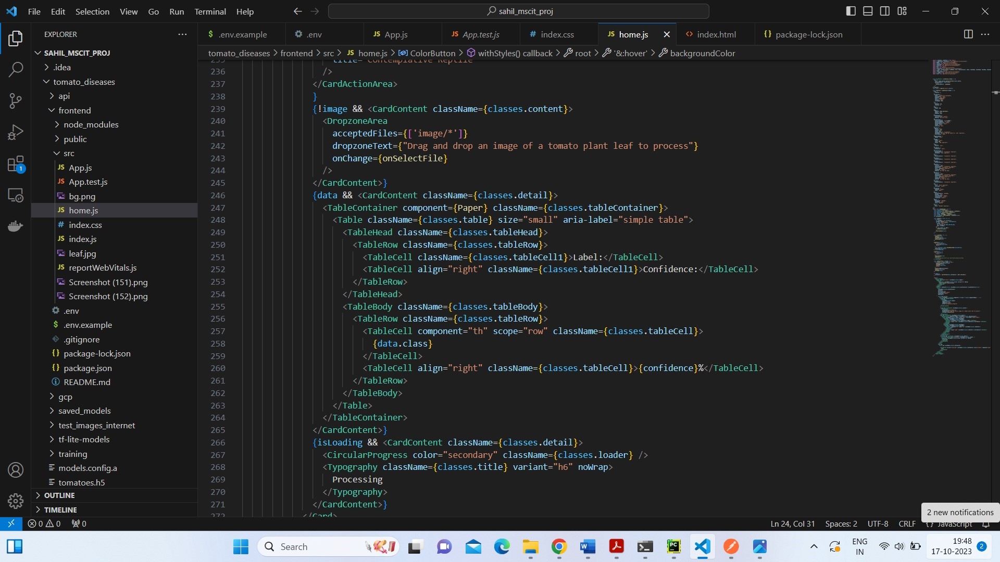 File Edit Selection View Go Run Terminal Help
sahil_mscit_proj
EXPLORER
$ .env.example
.env
JS App.js
JS App.test.js
# index.css
JS home.js
<> index.html
{} package-lock.json
tomato_diseases > frontend > src > JS home.js > ColorButton > withStyles() callback > root > '&:hover' > backgroundColor
SAHIL_MSCIT_PROJ
.idea
tomato_diseases
api
frontend
node_modules
public
src
JS App.js
JS App.test.js
bg.png
JS home.js
# index.css
JS index.js
leaf.jpg
JS reportWebVitals.js
Screenshot (151).png
Screenshot (152).png
.env
$ .env.example
.gitignore
{} package-lock.json
{} package.json
README.md
gcp
saved_models
test_images_internet
tf-lite-models
training
models.config.a
tomatoes.h5
OUTLINE
TIMELINE
1
235 title="Contemplative Reptile"
236 />
237 </CardActionArea>
238 }
239 {!image && <CardContent className={classes.content}>
240 <DropzoneArea
241 acceptedFiles={['image/*']}
242 dropzoneText={"Drag and drop an image of a tomato plant leaf to process"}
243 onChange={onSelectFile}
244 />
245 </CardContent>}
246 {data && <CardContent className={classes.detail}>
247 <TableContainer component={Paper} className={classes.tableContainer}>
248 <Table className={classes.table} size="small" aria-label="simple table">
249 <TableHead className={classes.tableHead}>
250 <TableRow className={classes.tableRow}>
251 <TableCell className={classes.tableCell1}>Label:</TableCell>
252 <TableCell align="right" className={classes.tableCell1}>Confidence:</TableCell>
253 </TableRow>
254 </TableHead>
255 <TableBody className={classes.tableBody}>
256 <TableRow className={classes.tableRow}>
257 <TableCell component="th" scope="row" className={classes.tableCell}>
258 {data.class}
259 </TableCell>
260 <TableCell align="right" className={classes.tableCell}>{confidence}%</TableCell>
261 </TableRow>
262 </TableBody>
263 </Table>
264 </TableContainer>
265 </CardContent>}
266 {isLoading && <CardContent className={classes.detail}>
267 <CircularProgress color="secondary" className={classes.loader} />
268 <Typography className={classes.title} variant="h6" noWrap>
269 Processing
270 </Typography>
271 </CardContent>}
272 </Card>
2 new notifications
0 0 0
Ln 24, Col 31 Spaces: 2 UTF-8 CRLF {} JavaScript
Search
PC
ENG
IN
19:48
17-10-2023
2